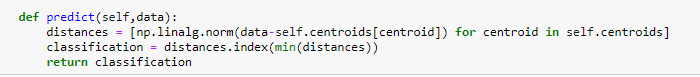 def predict(self,data):
distances = [np.linalg.norm(data-self.centroids[centroid]) for centroid in self.centroids]
classification = distances.index(min(distances))
return classification